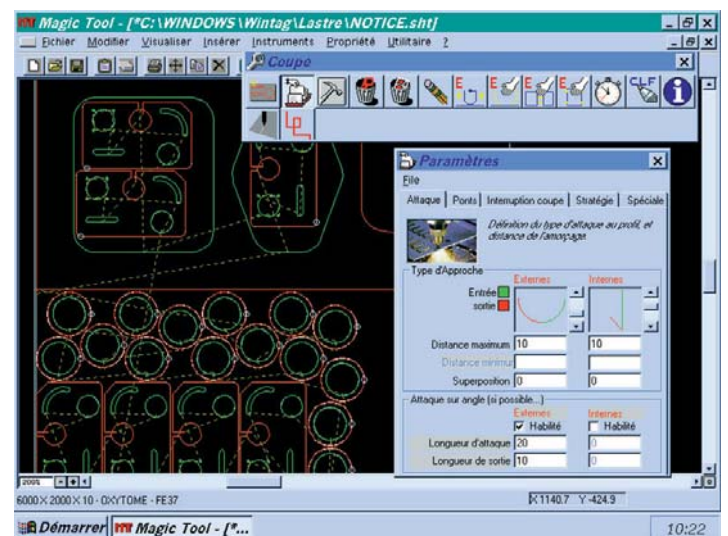 Magic Tool - [*C:\WINDOWS\Wintag\Lastre\NOTICE.sht]
Fichier Modifier Visualiser Insérer Instruments Propriété Utilitaire ?
Coupe
E E E E CLF
Paramètres
File
Attaque Ponts Interruption coupe Stratégie Spéciale
Définition du type d'attaque au profil, et
distance de l'amorçage.
Type d'Approche
Externes Internes
Entrée
sortie
Distance maximum 10 10
Distance minimur
Superposition 0 0
Attaque sur angle (si possible...)
Externes Internes
Habilité Habilité
Longueur d'attaque 20 0
Longueur de sortie 10 0
200%
6000 X 2000 X 10 - OXYTOME - FE37 X 1140.7 Y -424.9
Démarrer Magic Tool - [*... 10:22